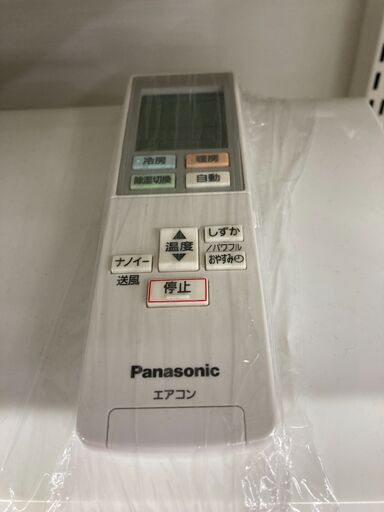 冷房 暖房
除湿切換 自動
しずか
温度
/パワフル
ナノイー おやすみ
送風
停止
Panasonic
エアコン